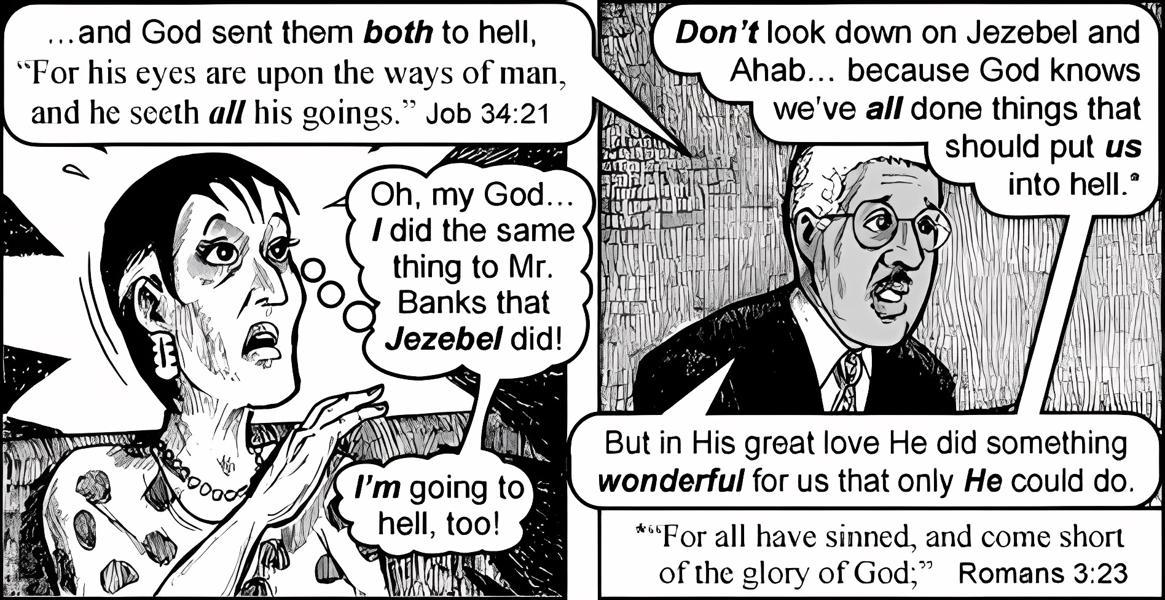 ...and God sent them both to hell,
“For his eyes are upon the ways of man,
and he seeth all his goings.” Job 34:21
Oh, my God...
I did the same
thing to Mr.
Banks that
Jezebel did!
I’m going to
hell, too!
Don’t look down on Jezebel and
Ahab... because God knows
we’ve all done things that
should put us
into hell.*
But in His great love He did something
wonderful for us that only He could do.
*“For all have sinned, and come short
of the glory of God;” Romans 3:23